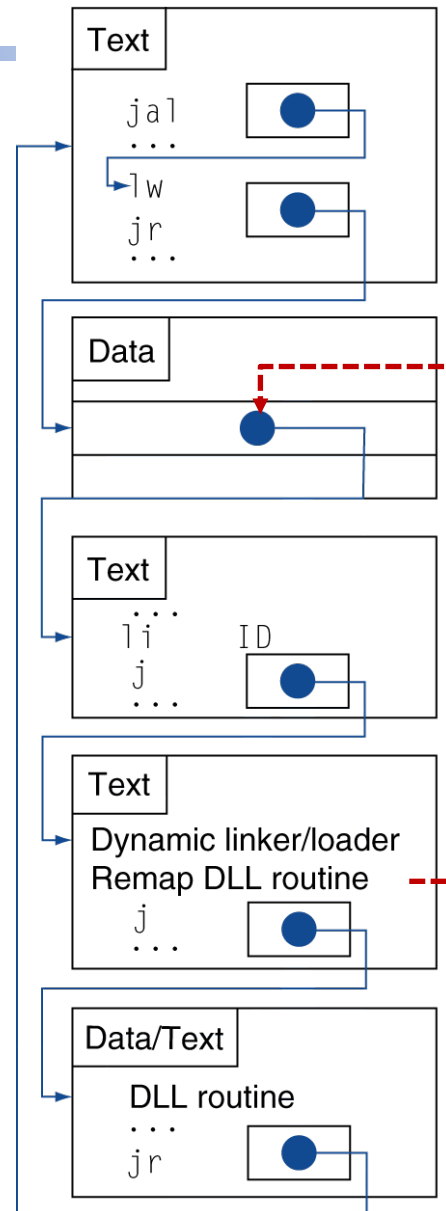 Text
jal
...
lw
jr
...
Data
Text
...
li ID
j
...
Text
Dynamic linker/loader
Remap DLL routine
j
...
Data/Text
DLL routine
...
jr